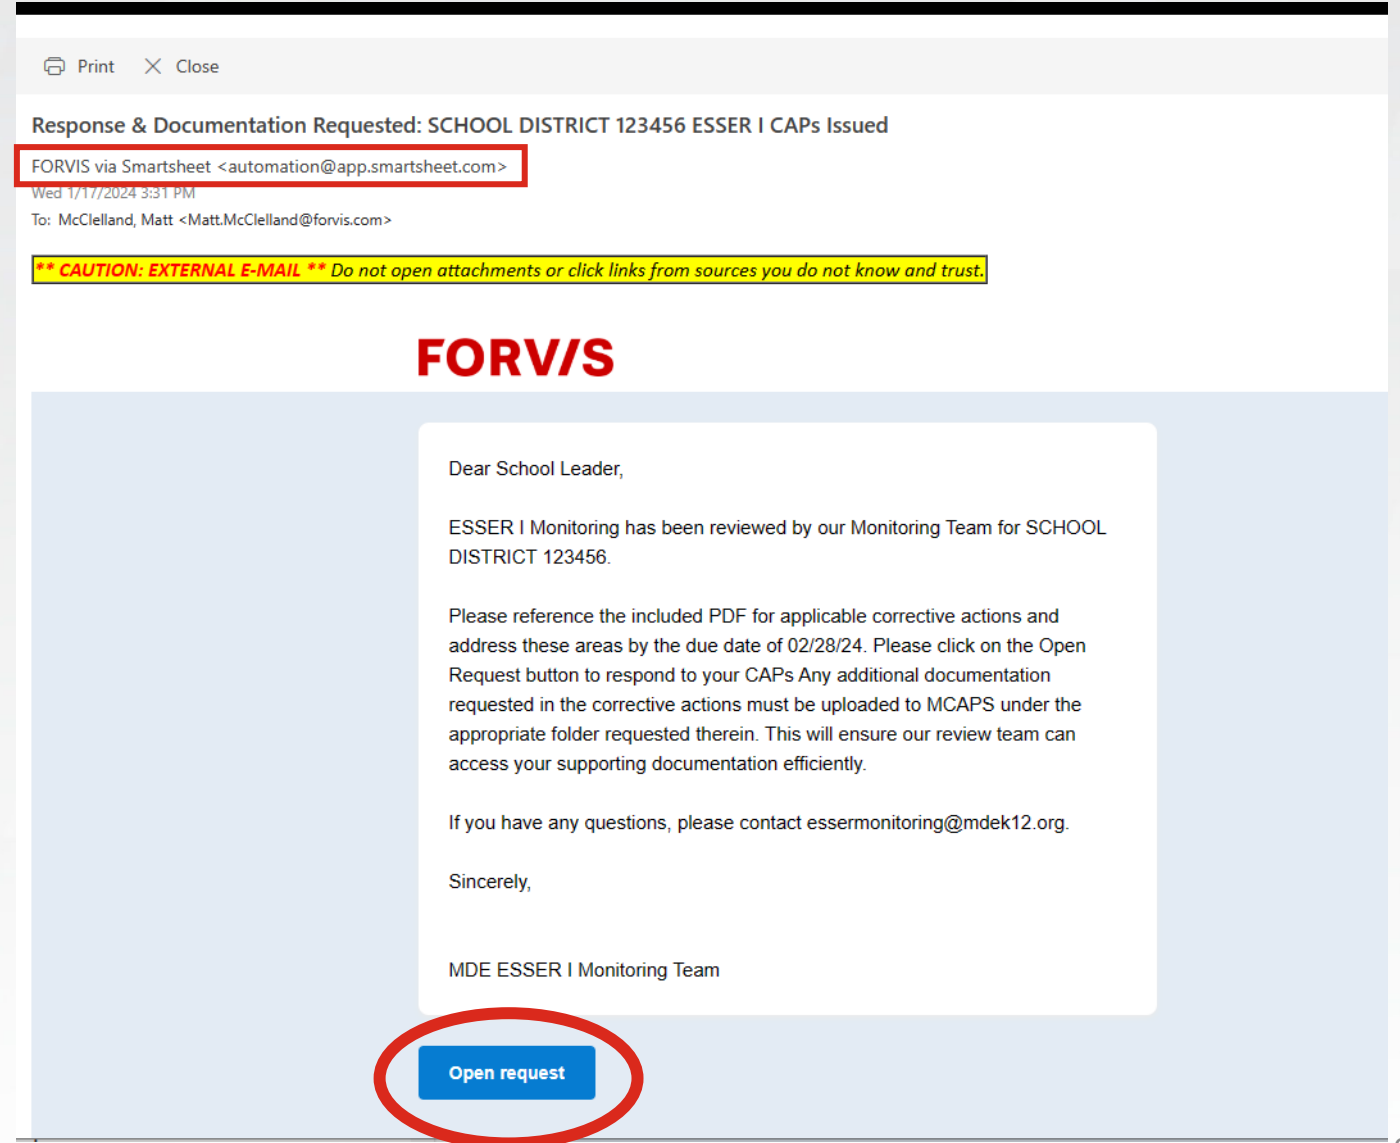 Print Close
Response & Documentation Requested: SCHOOL DISTRICT 123456 ESSER I CAPs Issued
FORVIS via Smartsheet <automation@app.smartsheet.com>
Wed 1/17/2024 3:31 PM
To: McClelland, Matt <Matt.McClelland@forvis.com>
** CAUTION: EXTERNAL E-MAIL ** Do not open attachments or click links from sources you do not know and trust.
FORVIS
Dear School Leader,
ESSER I Monitoring has been reviewed by our Monitoring Team for SCHOOL
DISTRICT 123456.
Please reference the included PDF for applicable corrective actions and
address these areas by the due date of 02/28/24. Please click on the Open
Request button to respond to your CAPs Any additional documentation
requested in the corrective actions must be uploaded to MCAPS under the
appropriate folder requested therein. This will ensure our review team can
access your supporting documentation efficiently.
If you have any questions, please contact essermonitoring@mdek12.org.
Sincerely,
MDE ESSER I Monitoring Team
Open request